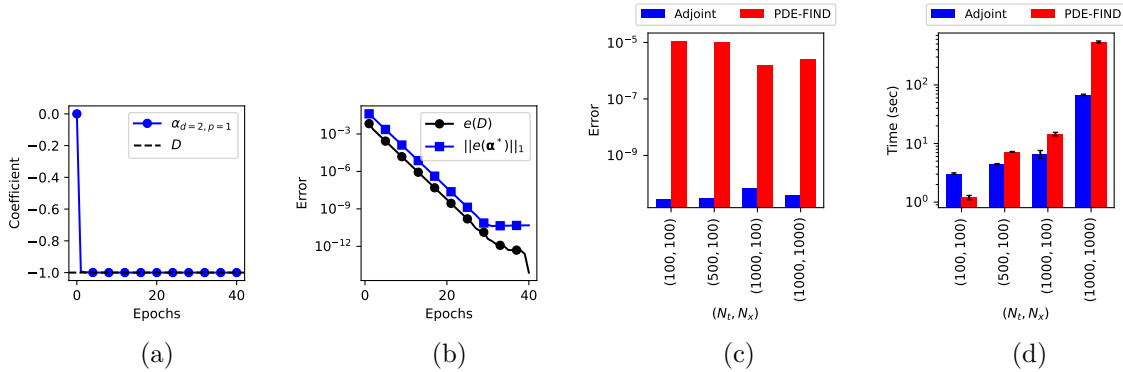 0.0
−0.2
−0.4
−0.6
−0.8
−1.0
Coefficient
α_{d=2,p=1}
D
0 20 40
Epochs
(a)
10^{−3}
10^{−6}
10^{−9}
10^{−12}
Error
e(D)
||e(α*)||_1
0 20 40
Epochs
(b)
Adjoint PDE-FIND
10^{−5}
10^{−7}
10^{−9}
Error
(100, 100)
(500, 100)
(1000, 100)
(1000, 1000)
(N_t, N_x)
(c)
Adjoint PDE-FIND
10^2
10^1
10^0
Time (sec)
(100, 100)
(500, 100)
(1000, 100)
(1000, 1000)
(N_t, N_x)
(d)